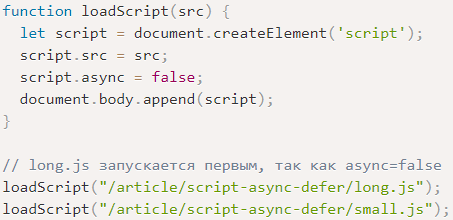 function loadScript(src) {
  let script = document.createElement('script');
  script.src = src;
  script.async = false;
  document.body.append(script);
}

// long.js запускается первым, так как async=false
loadScript("/article/script-async-defer/long.js");
loadScript("/article/script-async-defer/small.js");